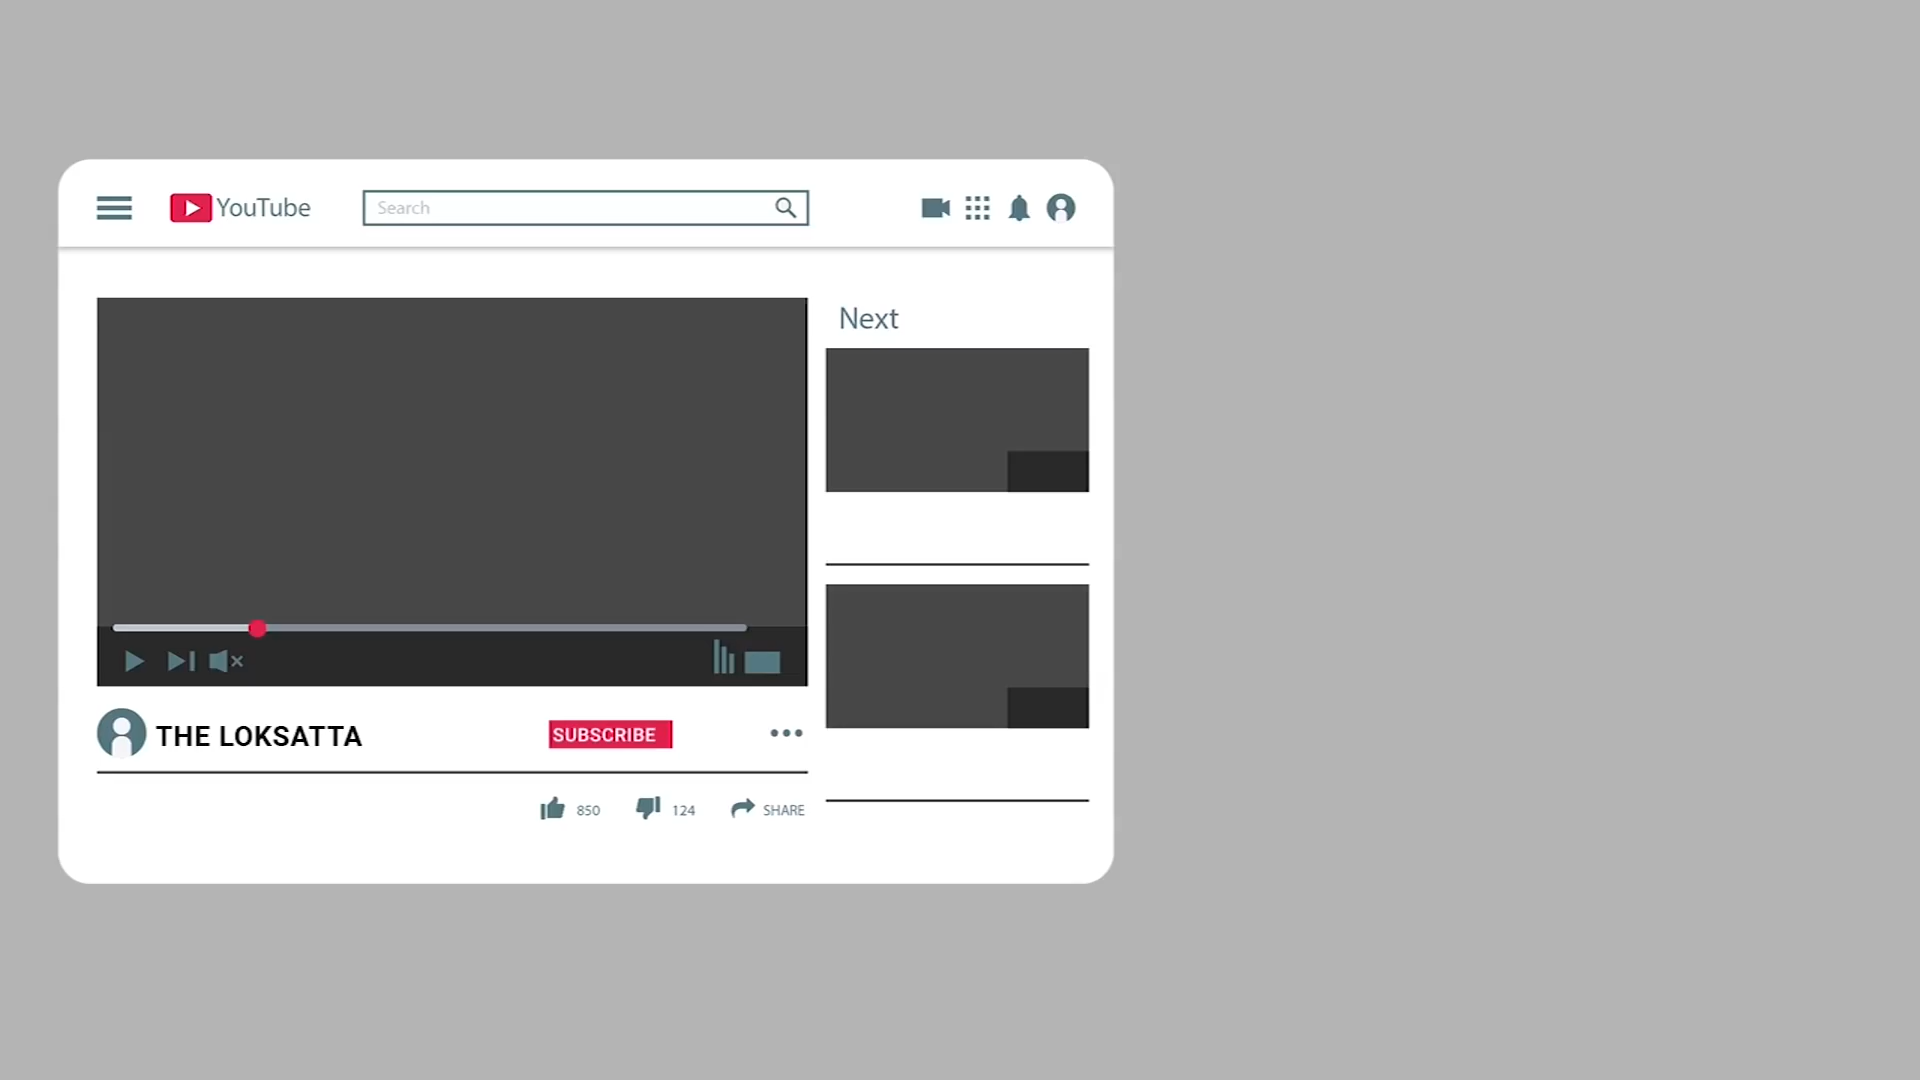 YouTube
Search
Next
THE LOKSATTA
SUBSCRIBE
850
124
SHARE